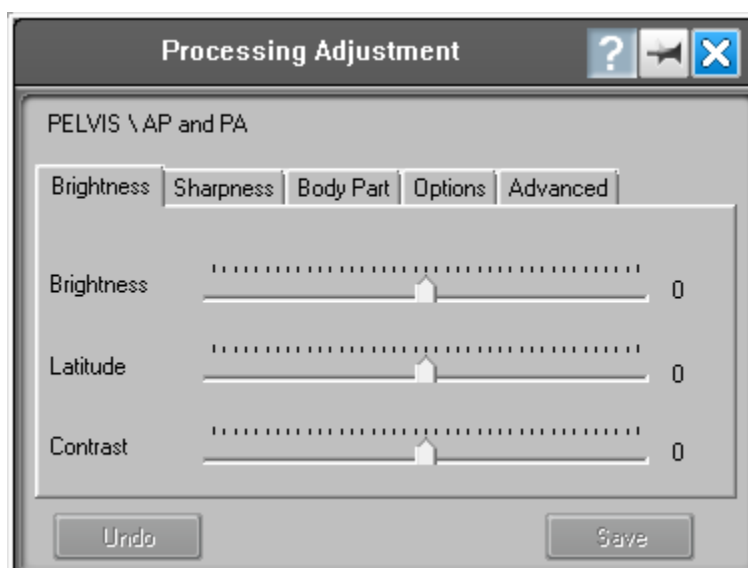 Processing Adjustment ?
PELVIS \ AP and PA
Brightness Sharpness Body Part Options Advanced
Brightness 0
Latitude 0
Contrast 0
Undo Save